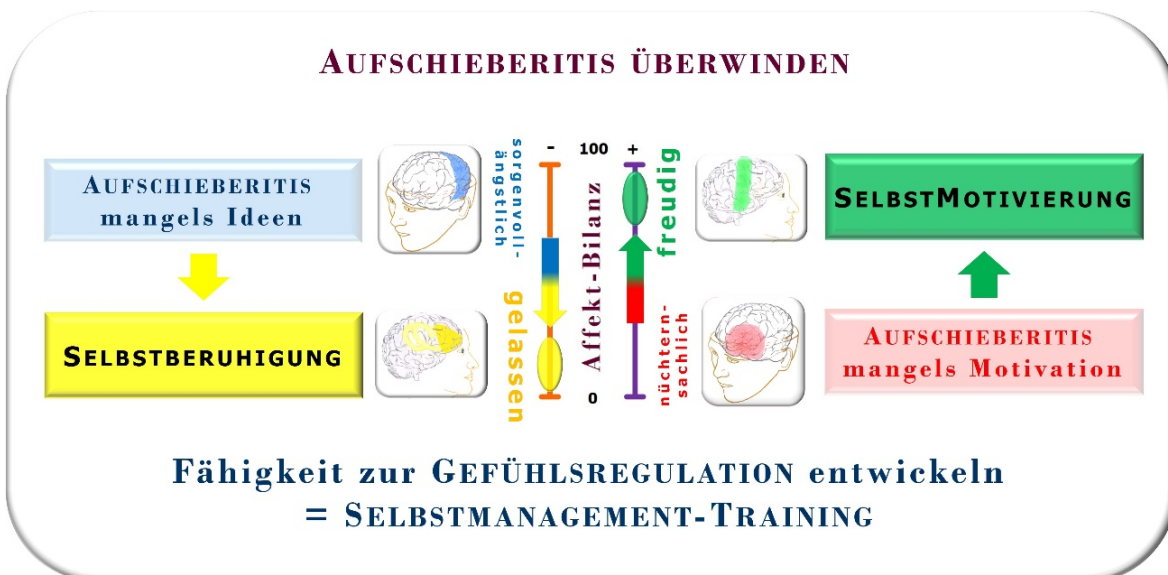 AUFSCHIEBERITIS ÜBERWINDEN
AUFSCHIEBERITIS
mangels Ideen
SELBSTBERUHIGUNG
sorgenvoll-
ängstlich
gelassen
-
100
+
Affekt-Bilanz
0
freudig
nüchtern-
sachlich
SELBSTMOTIVIERUNG
AUFSCHIEBERITIS
mangels Motivation
Fähigkeit zur GEFÜHLSREGULATION entwickeln
= SELBSTMANAGEMENT-TRAINING